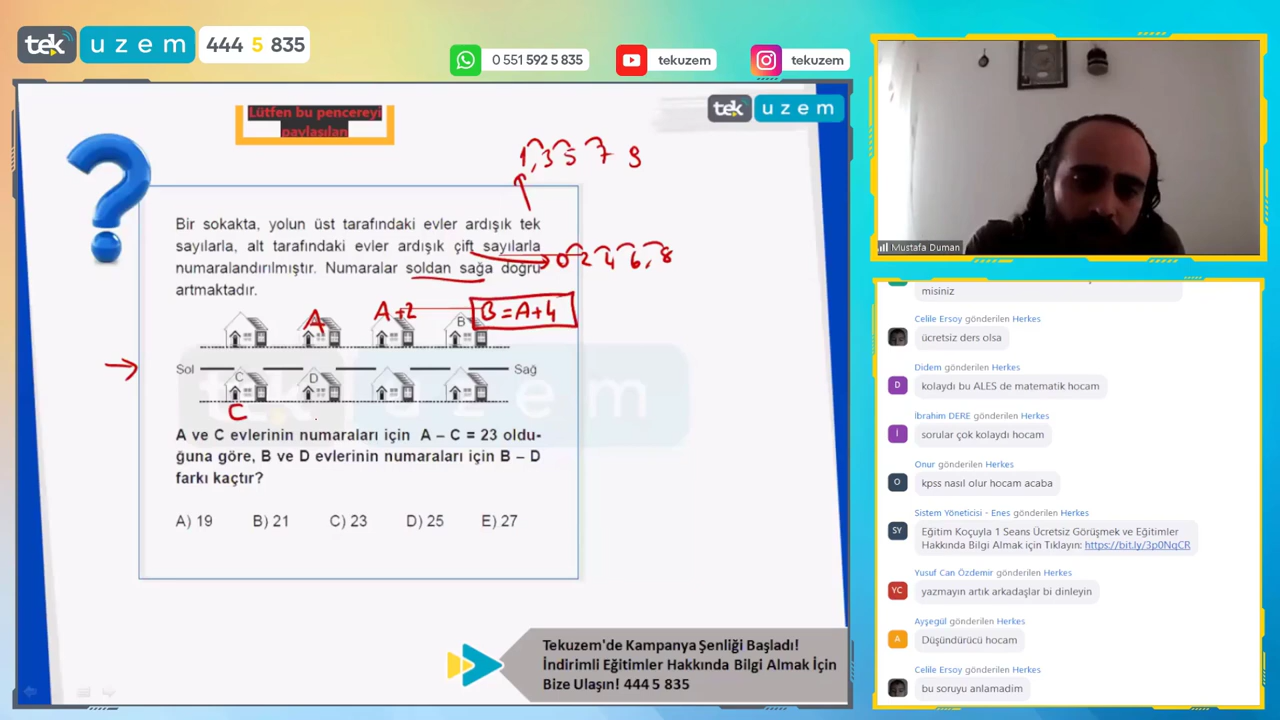 tek uzem 444 5 835
0 551 592 5 835
tekuzem
tekuzem
Lütfen bu pencereyi
paylaşılan
tek uzem
1, 3 5 7 9
Bir sokakta, yolun üst tarafındaki evler ardışık tek
sayılarla, alt tarafındaki evler ardışık çift sayılarla
0 2 4 6, 8
numaralandırılmıştır. Numaralar soldan sağa doğru
artmaktadır.
A A+2 B B = A+4
Sol Sağ
C D
C
A ve C evlerinin numaraları için A – C = 23 oldu-
ğuna göre, B ve D evlerinin numaraları için B – D
farkı kaçtır?
A) 19 B) 21 C) 23 D) 25 E) 27
tek uzem
Tekuzem'de Kampanya Şenliği Başladı!
İndirimli Eğitimler Hakkında Bilgi Almak İçin
Bize Ulaşın! 444 5 835
Mustafa Duman
misiniz
Celile Ersoy gönderilen Herkes
ücretsiz ders olsa
Didem gönderilen Herkes
D
kolaydı bu ALES de matematik hocam
İbrahim DERE gönderilen Herkes
İ
sorular çok kolaydı hocam
Onur gönderilen Herkes
O
kpss nasıl olur hocam acaba
Sistem Yöneticisi - Enes gönderilen Herkes
SY
Eğitim Koçuyla 1 Seans Ücretsiz Görüşmek ve Eğitimler
Hakkında Bilgi Almak için Tıklayın: https://bit.ly/3p0NqCR
Yusuf Can Özdemir gönderilen Herkes
YC
yazmayın artık arkadaşlar bi dinleyin
Ayşegül gönderilen Herkes
A
Düşündürücü hocam
Celile Ersoy gönderilen Herkes
bu soruyu anlamadim